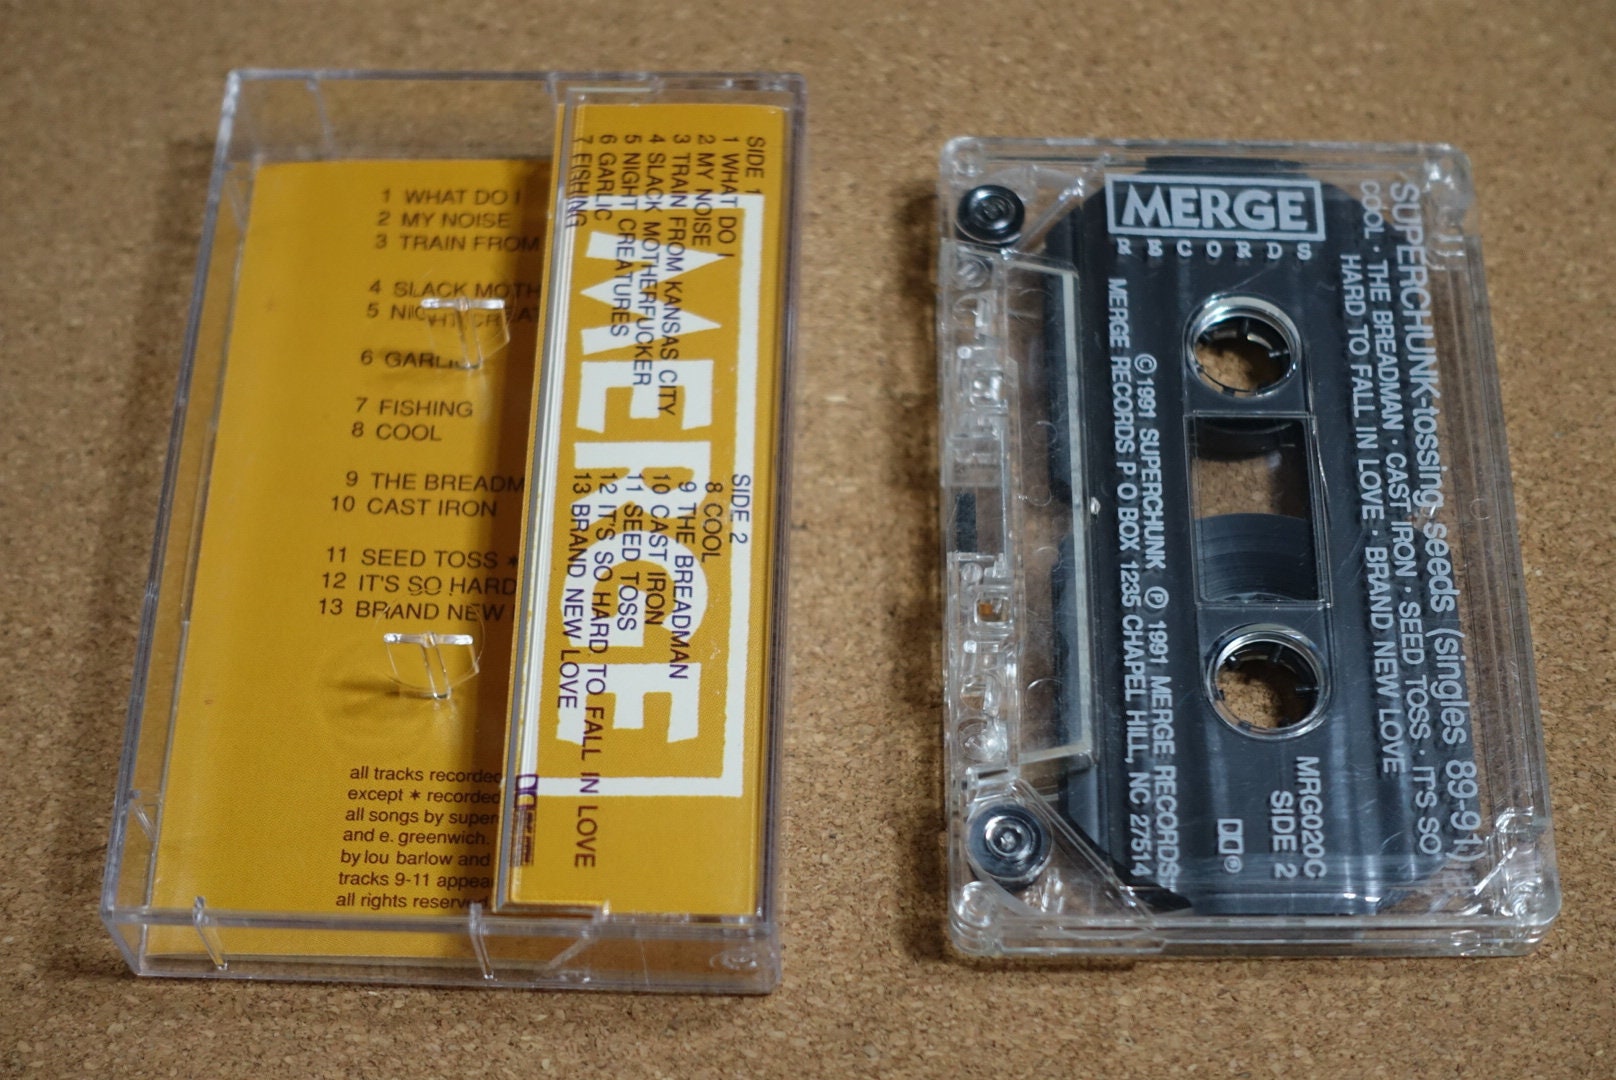 1 WHAT DO I
2 MY NOISE
3 TRAIN FROM
4 SLACK MOTH
5 NIGHT CREAT
6 GARLIC
7 FISHING
8 COOL
9 THE BREADM
10 CAST IRON
11 SEED TOSS *
12 IT'S SO HARD
13 BRAND NEW
all tracks recorded
except * recorded
all songs by super
and e. greenwich.
by lou barlow and
tracks 9-11 appea
all rights reserved
SIDE 1
1 WHAT DO I
2 MY NOISE
3 TRAIN FROM KANSAS CITY
4 SLACK MOTHERFUCKER
5 NIGHT CREATURES
6 GARLIC
7 FISHING
SIDE 2
8 COOL
9 THE BREADMAN
10 CAST IRON
11 SEED TOSS
12 IT'S SO HARD TO FALL IN LOVE
13 BRAND NEW LOVE
MERGE
MERGE
RECORDS
SUPERCHUNK-tossing seeds (singles 89-91)
COOL · THE BREADMAN · CAST IRON · SEED TOSS · IT'S SO
HARD TO FALL IN LOVE · BRAND NEW LOVE
MRG020C
SIDE 2
©1991 SUPERCHUNK ℗ 1991 MERGE RECORDS
MERGE RECORDS P O BOX 1235 CHAPEL HILL, NC 27514